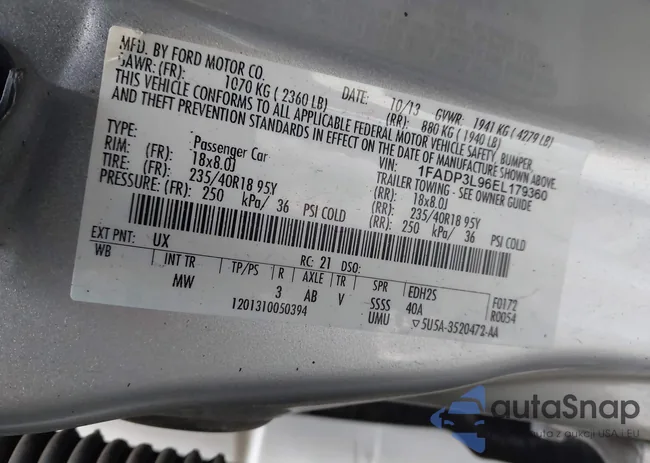 MFD. BY FORD MOTOR CO. DATE: 10/13 GVWR: 1941 KG ( 4279 LB)
GAWR: (FR): 1070 KG ( 2360 LB) (RR): 880 KG ( 1940 LB)
THIS VEHICLE CONFORMS TO ALL APPLICABLE FEDERAL MOTOR VEHICLE SAFETY, BUMPER
AND THEFT PREVENTION STANDARDS IN EFFECT ON THE DATE OF MANUFACTURE SHOWN ABOVE.
VIN: 1FADP3L96EL179360
TYPE: Passenger Car TRAILER TOWING - SEE OWNER GUIDE
RIM: (FR): 18x8.0J (RR): 18x8.0J
TIRE: (FR): 235/40R18 95Y (RR): 235/40R18 95Y
PRESSURE: (FR): 250 kPa/ 36 PSI COLD (RR): 250 kPa/ 36 PSI COLD
EXT PNT: UX RC: 21 DSO:
WB INT TR TP/PS R AXLE TR SPR EDH2S F0172
MW 3 AB V SSSS 40A R0054
1201310050394 UMU ▽5U5A-3520472-AA
autaSnap
auta z aukcji USA i EU